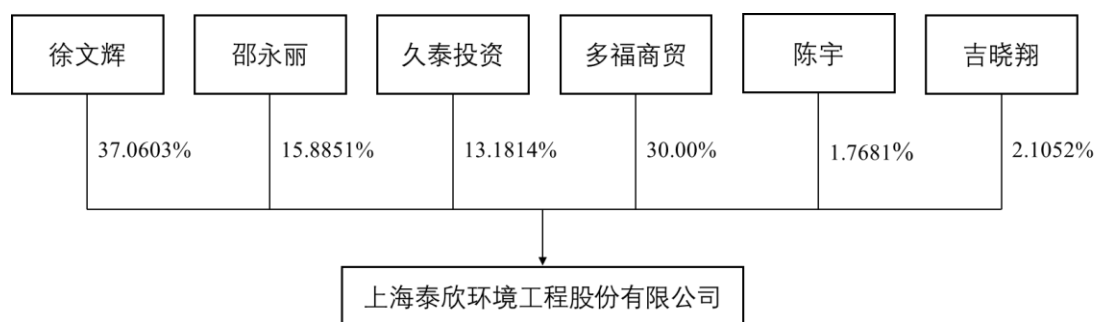 徐文辉 邵永丽 久泰投资 多福商贸 陈宇 吉晓翔
37.0603% 15.8851% 13.1814% 30.00% 1.7681% 2.1052%
上海泰欣环境工程股份有限公司